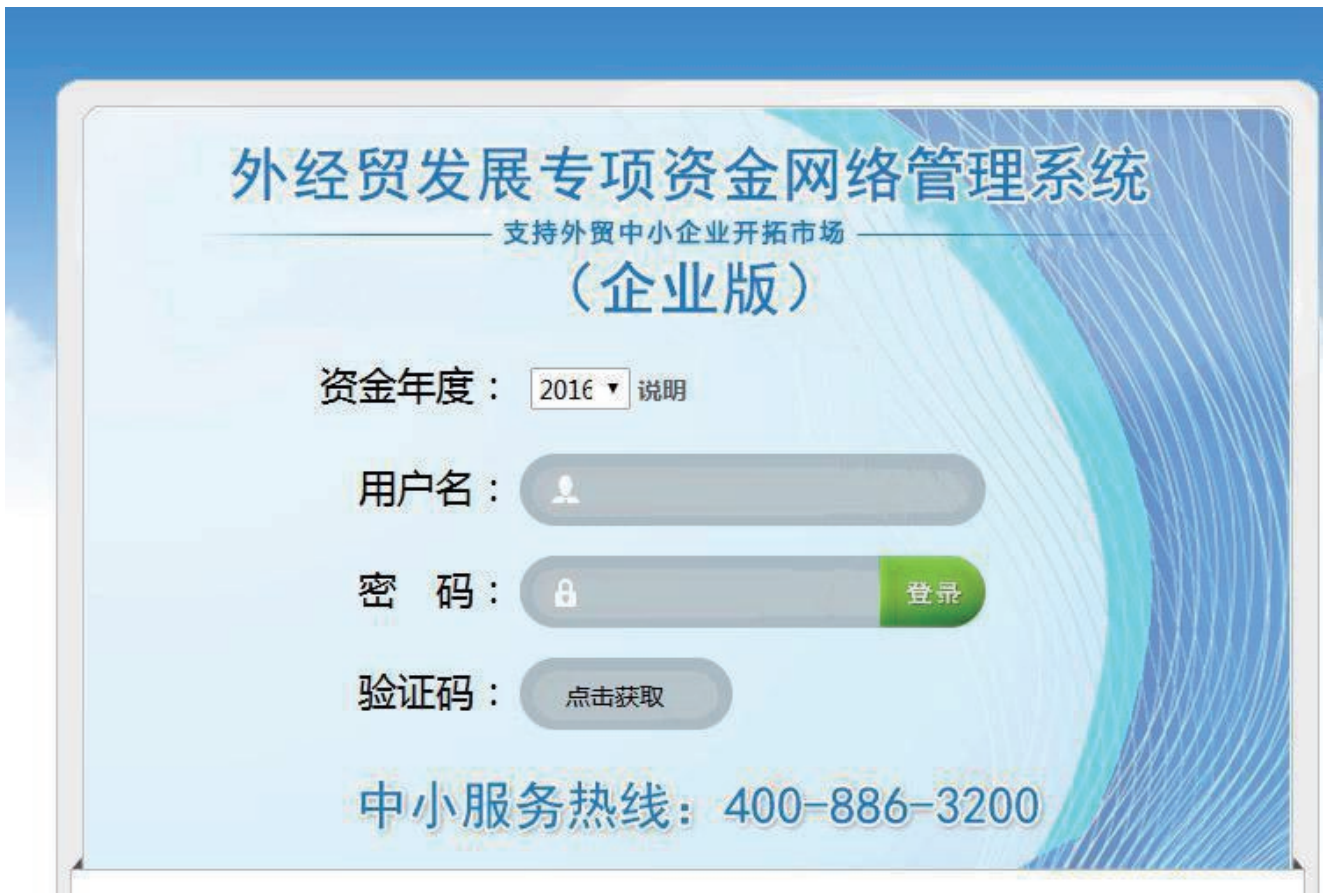 外经贸发展专项资金网络管理系统
支持外贸中小企业开拓市场
（企业版）
资金年度： 2016 说明
用户名：
密 码： 登录
验证码： 点击获取
中小服务热线：400-886-3200